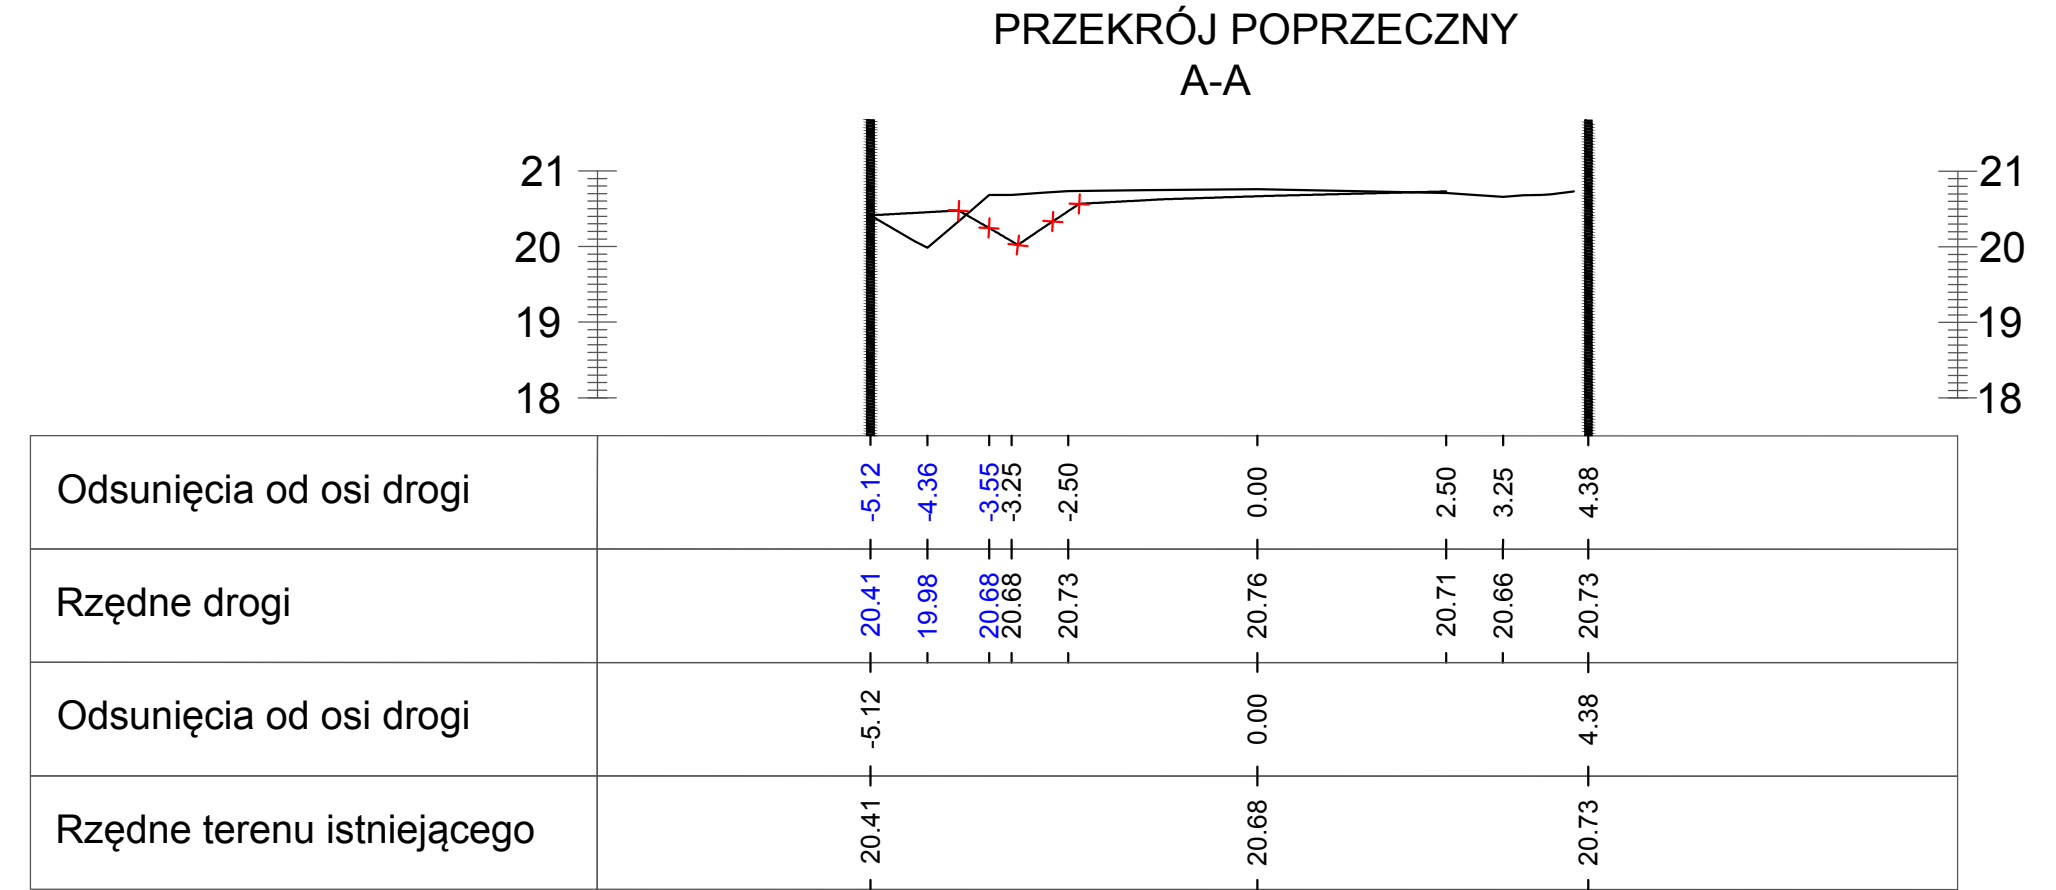 PRZEKRÓJ POPRZECZNY
A-A
21 21
20 20
19 19
18 18
Odsunięcia od osi drogi -5.12 -4.36 -3.55 -3.25 -2.50 0.00 2.50 3.25 4.38
Rzędne drogi 20.41 19.98 20.68 20.68 20.73 20.76 20.71 20.66 20.73
Odsunięcia od osi drogi -5.12 0.00 4.38
Rzędne terenu istniejącego 20.41 20.68 20.73